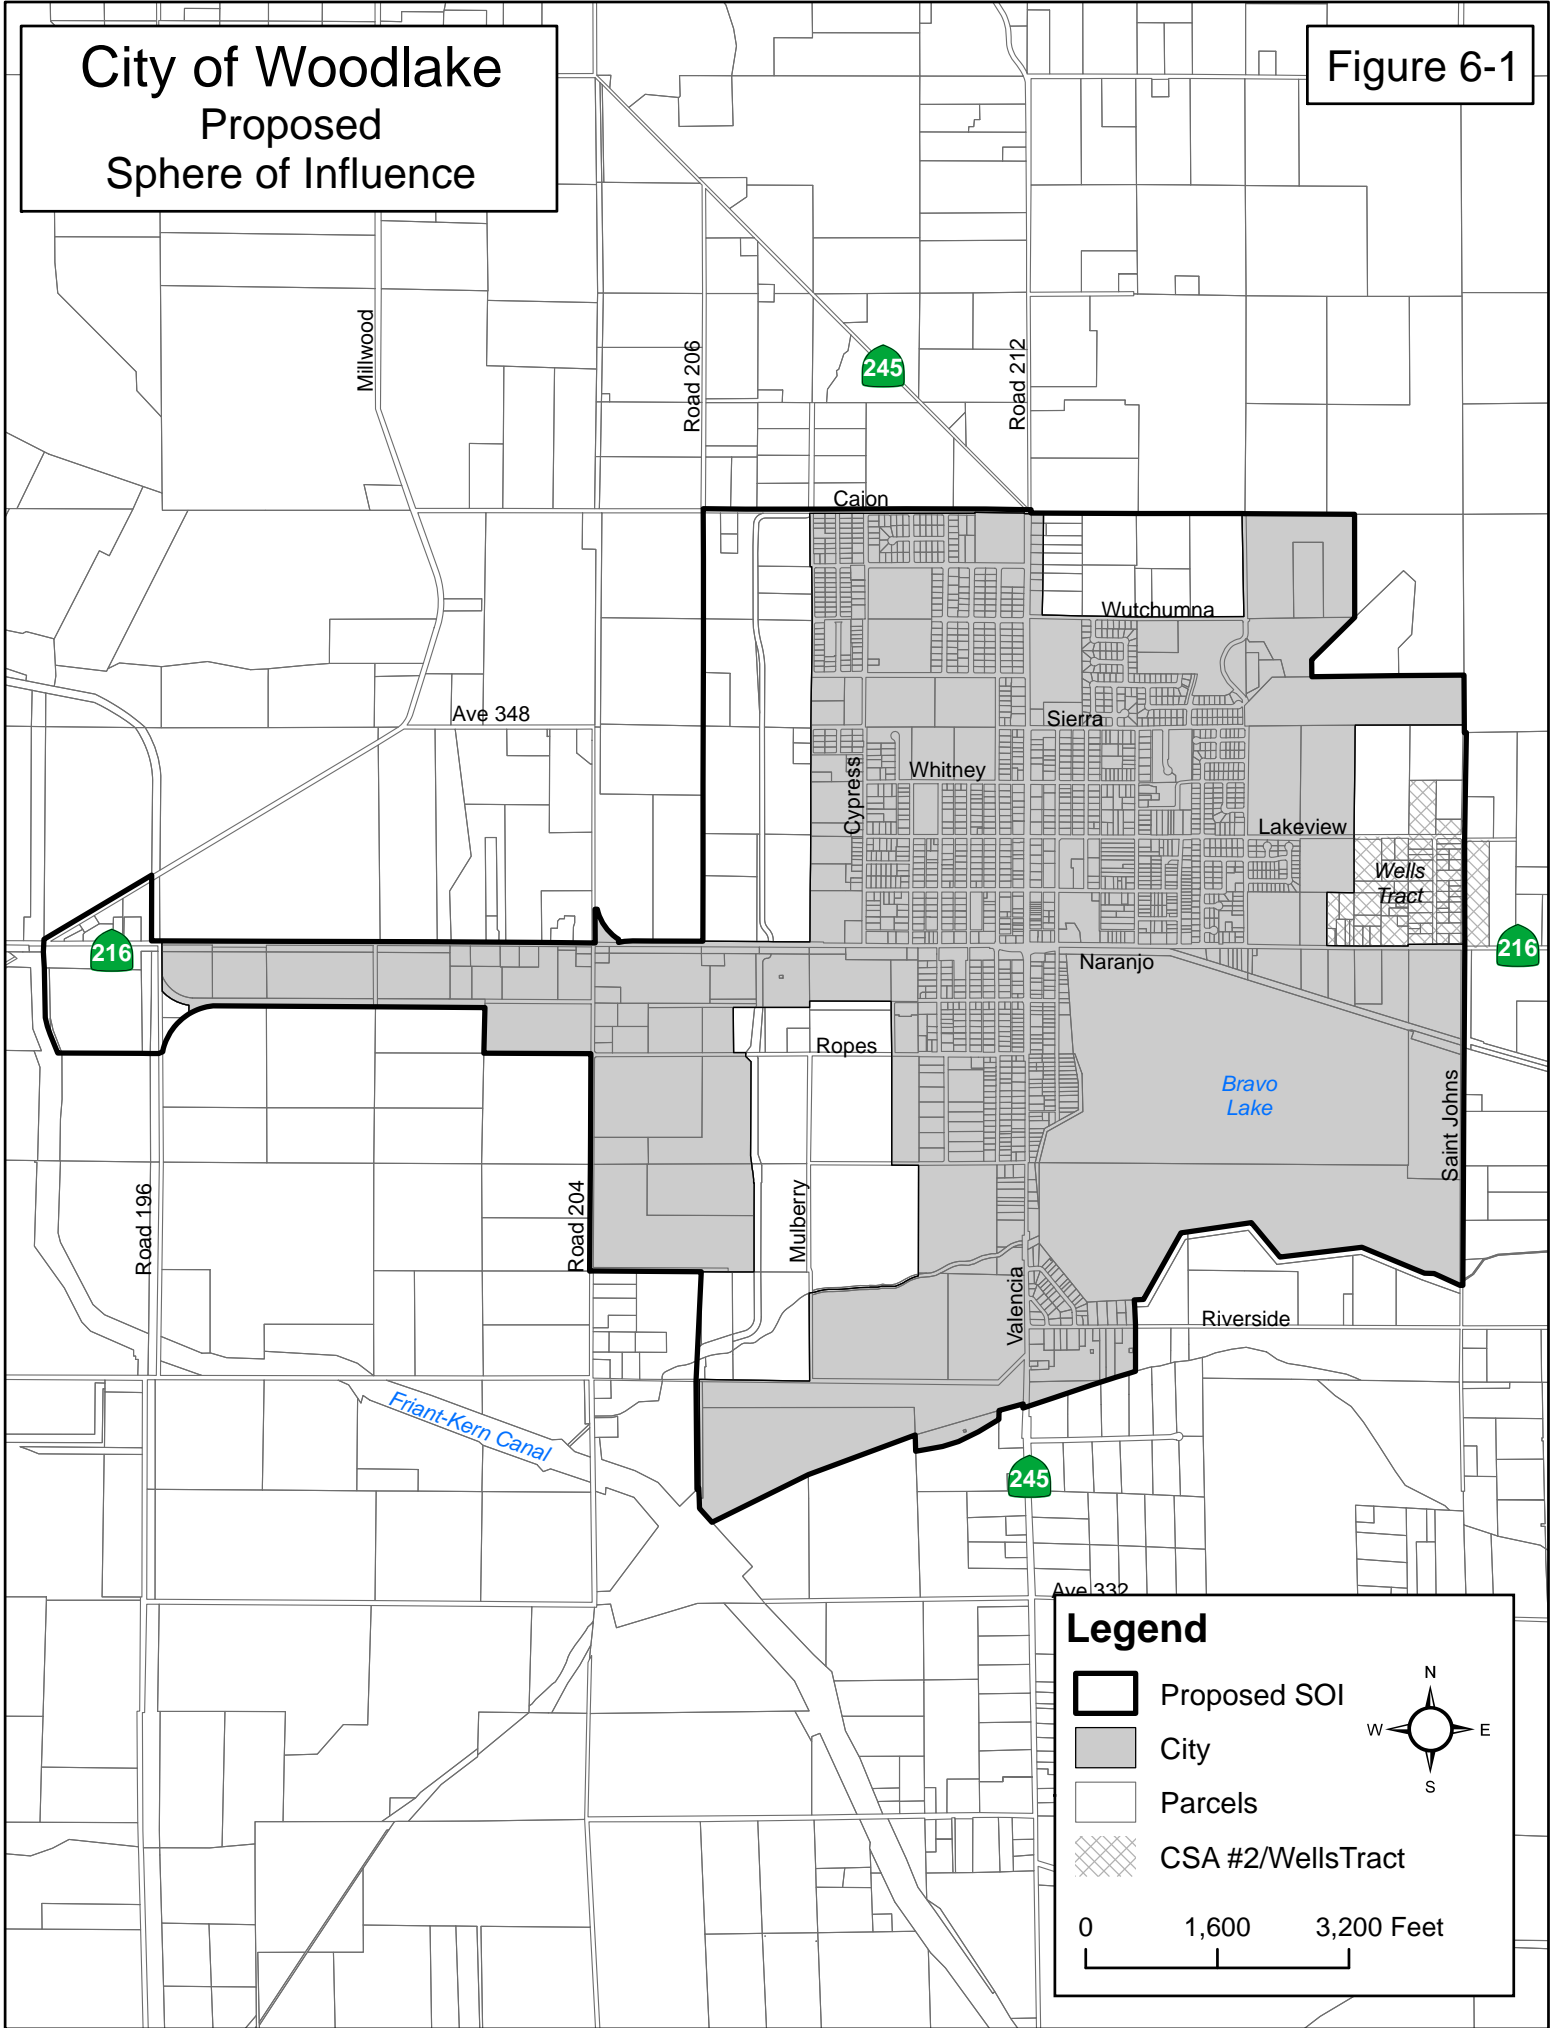 City of Woodlake
Proposed
Sphere of Influence
Figure 6-1
Millwood
Road 206
245
Road 212
Cajon
Wutchumna
Ave 348
Sierra
Whitney
Cypress
Lakeview
Wells
Tract
216
216
Naranjo
Ropes
Bravo
Lake
Saint Johns
Road 196
Road 204
Mulberry
Valencia
Riverside
Friant-Kern Canal
245
Ave 332
Legend
Proposed SOI
City
Parcels
CSA #2/WellsTract
N
W
E
S
0 1,600 3,200 Feet